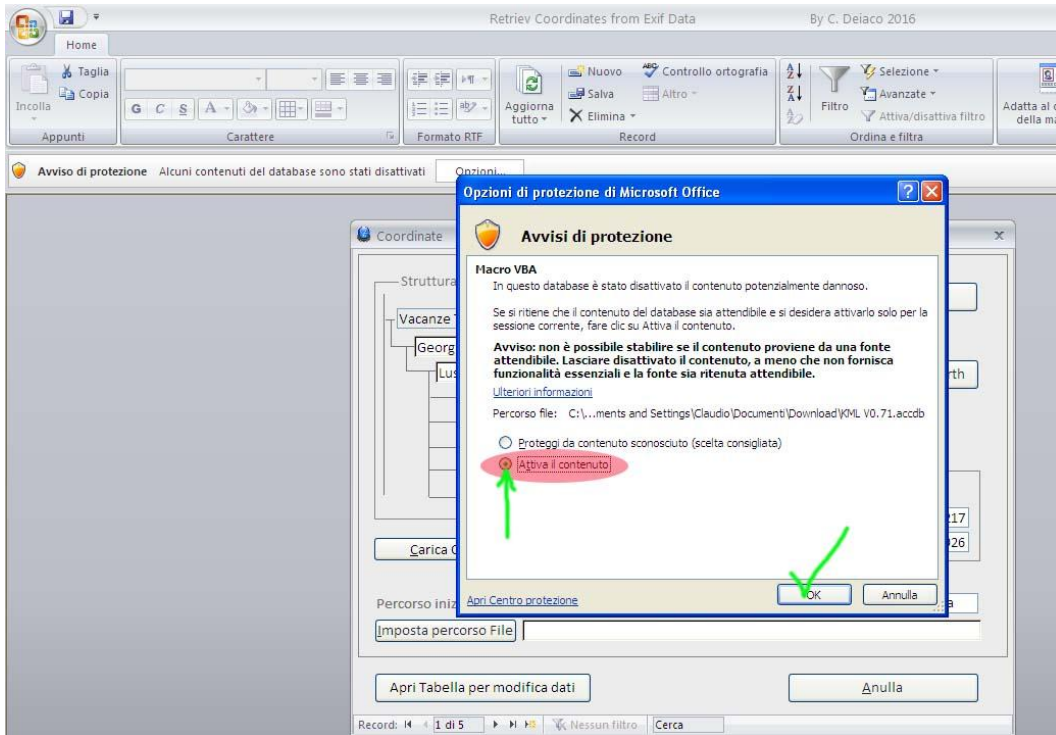 Retriev Coordinates from Exif Data By C. Deiaco 2016
Home
Incolla
Taglia
Copia
Appunti
G C S A
Carattere
Formato RTF
Aggiorna tutto
Nuovo
Salva
Elimina
Controllo ortografia
Altro
Record
Filtro
Selezione
Avanzate
Attiva/disattiva filtro
Ordina e filtra
Adatta al
della
Avviso di protezione Alcuni contenuti del database sono stati disattivati Opzioni...
Coordinate
Struttura
Vacanze
Georg
Lus
Carica
Percorso iniz
Imposta percorso File
Apri Tabella per modifica dati
Anulla
Record: 1 di 5 Nessun filtro Cerca
rth
217
Opzioni di protezione di Microsoft Office
Avvisi di protezione
Macro VBA
In questo database è stato disattivato il contenuto potenzialmente dannoso.
Se si ritiene che il contenuto del database sia attendibile e si desidera attivarlo solo per la
sessione corrente, fare clic su Attiva il contenuto.
Avviso: non è possibile stabilire se il contenuto proviene da una fonte
attendibile. Lasciare disattivato il contenuto, a meno che non fornisca
funzionalità essenziali e la fonte sia ritenuta attendibile.
Ulteriori informazioni
Percorso file: C:\...ments and Settings\Claudio\Documenti\Download\KML V0.71.accdb
Proteggi da contenuto sconosciuto (scelta consigliata)
Attiva il contenuto
Apri Centro protezione
OK
Annulla